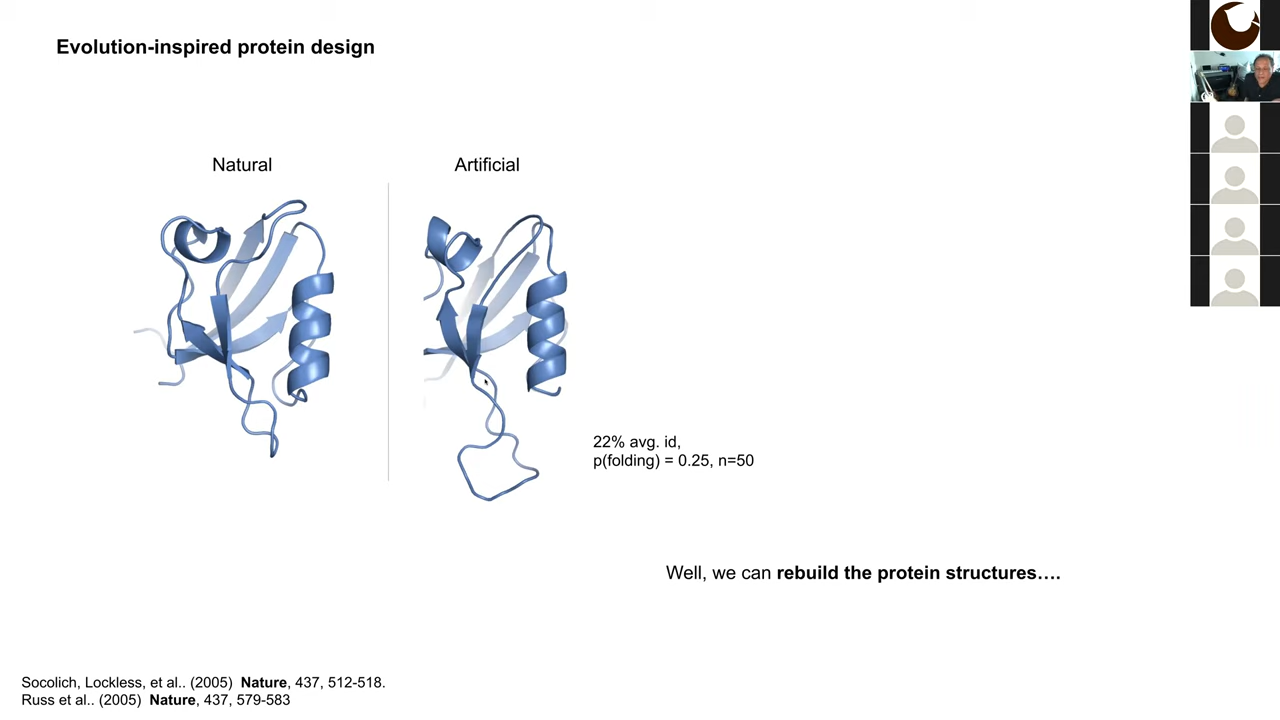 Evolution-inspired protein design
Natural
Artificial
22% avg. id,
p(folding) = 0.25, n=50
Well, we can rebuild the protein structures….
Socolich, Lockless, et al.. (2005)  Nature, 437, 512-518.
Russ et al.. (2005)  Nature, 437, 579-583